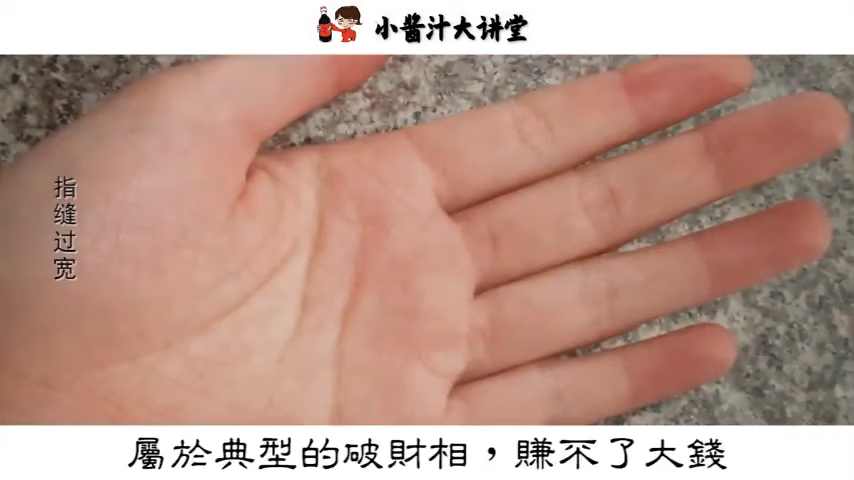 小酱汁大讲堂
指缝过宽
屬於典型的破財相，賺不了大錢